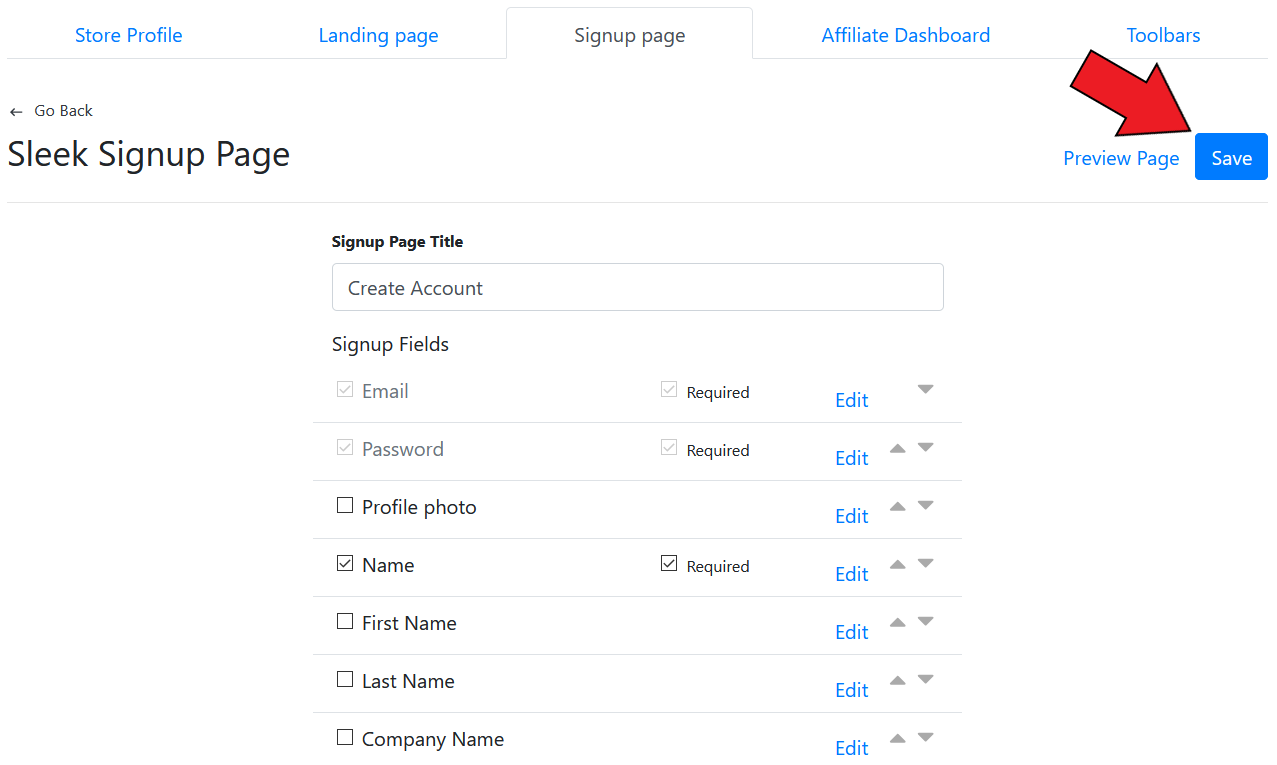 Store Profile Landing page Signup page Affiliate Dashboard Toolbars
← Go Back
Sleek Signup Page
Preview Page Save
Signup Page Title
Create Account
Signup Fields
Email Required Edit
Password Required Edit
Profile photo Edit
Name Required Edit
First Name Edit
Last Name Edit
Company Name Edit